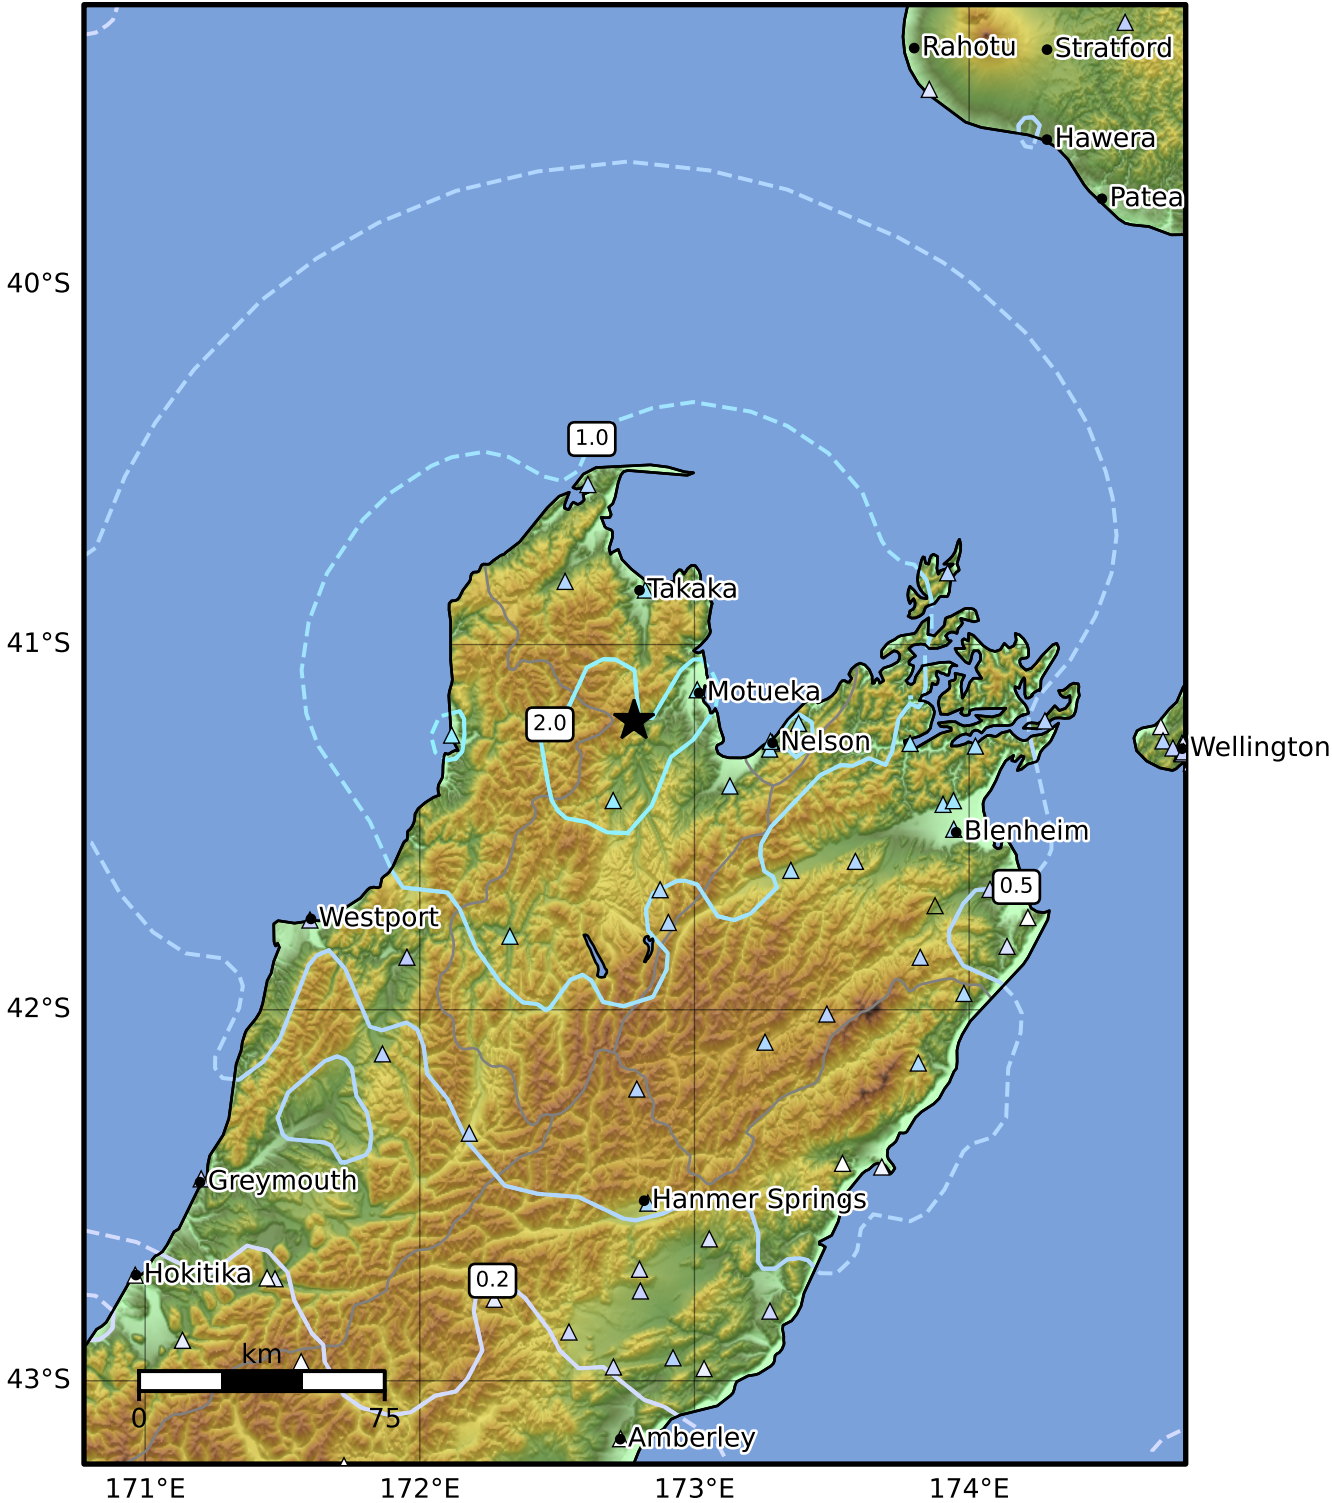 Rahotu
Stratford
Hawera
Patea
40°S
1.0
Takaka
41°S
Motueka
2.0
Nelson
Wellington
Blenheim
0.5
Westport
42°S
Greymouth
Hanmer Springs
Hokitika
0.2
km
43°S
0
75
Amberley
171°E
172°E
173°E
174°E